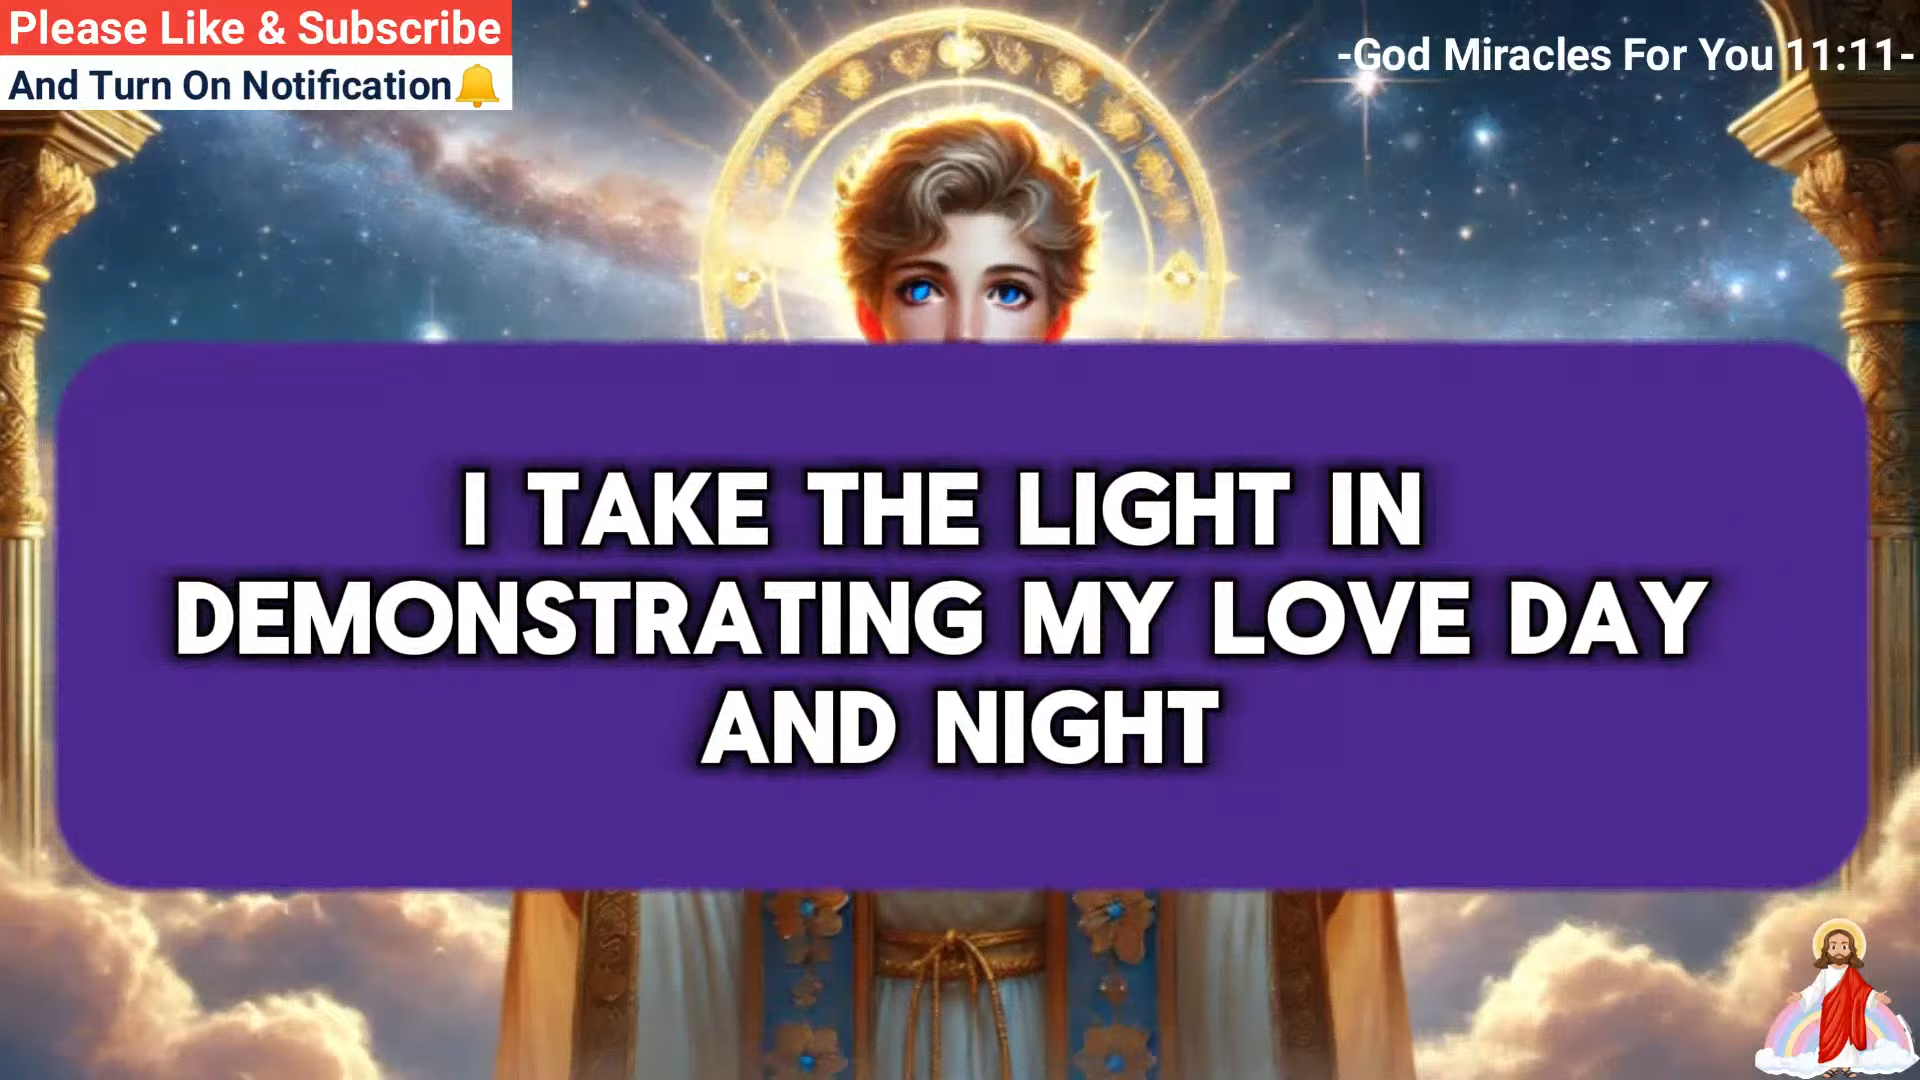 Please Like & Subscribe
And Turn On Notification🔔
-God Miracles For You 11:11-
I TAKE THE LIGHT IN
DEMONSTRATING MY LOVE DAY
AND NIGHT